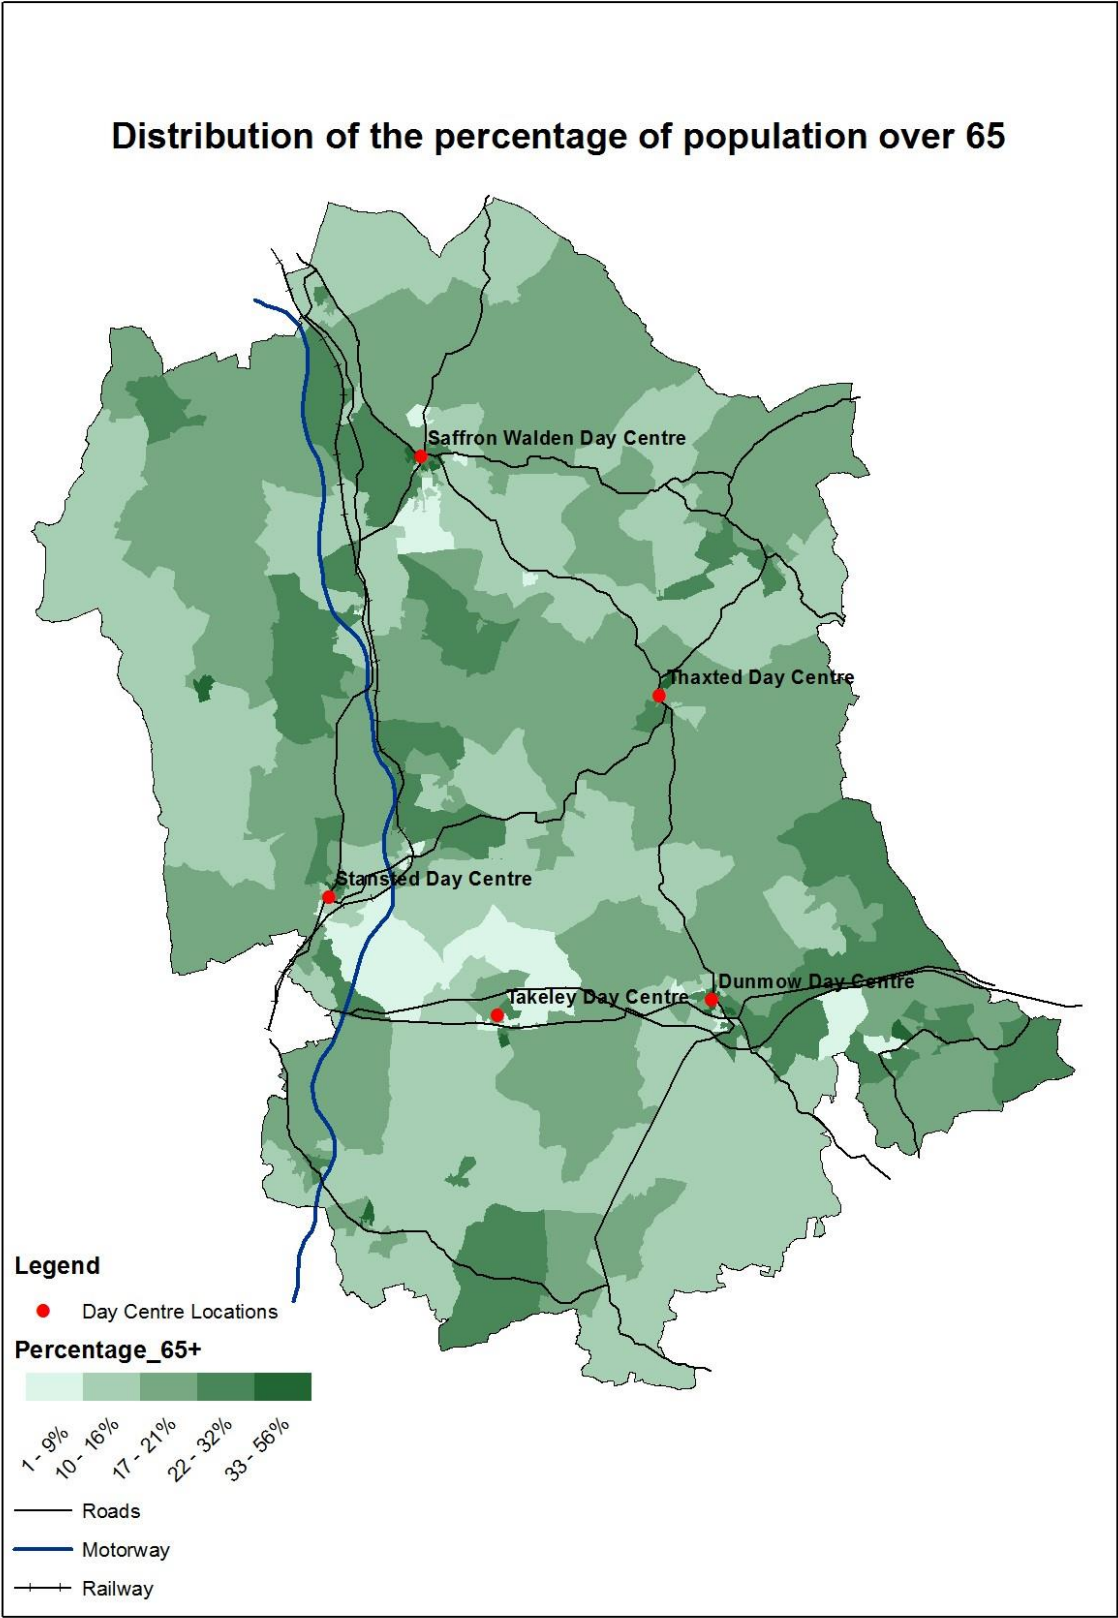 Distribution of the percentage of population over 65
Saffron Walden Day Centre
Thaxted Day Centre
Stansted Day Centre
Dunmow Day Centre
Takeley Day Centre
Legend
Day Centre Locations
Percentage_65+
1 - 9%
10 - 16%
17 - 21%
22 - 32%
33 - 56%
Roads
Motorway
Railway